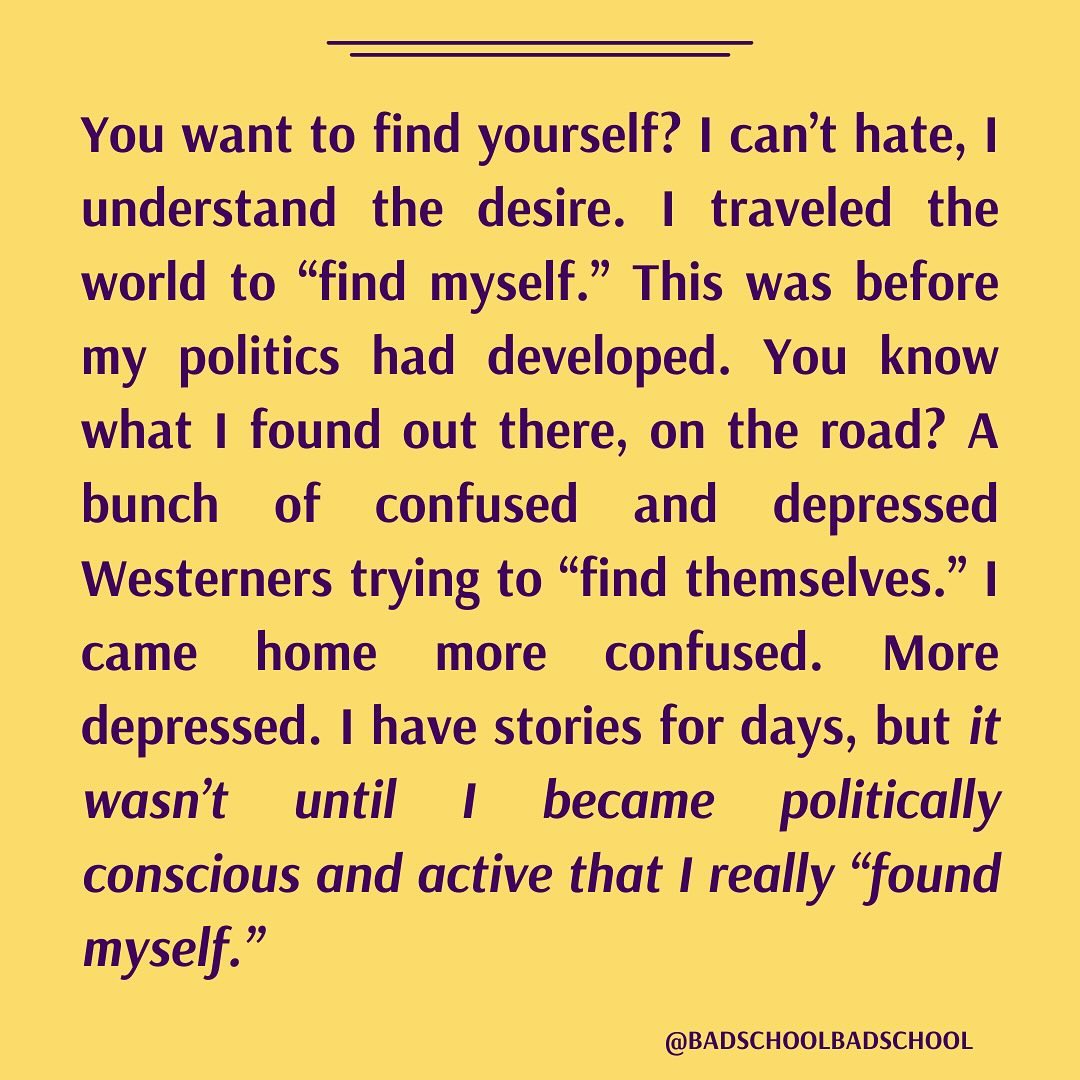 You want to find yourself? I can’t hate, I
understand the desire. I traveled the
world to “find myself.” This was before
my politics had developed. You know
what I found out there, on the road? A
bunch of confused and depressed
Westerners trying to “find themselves.” I
came home more confused. More
depressed. I have stories for days, but it
wasn’t until I became politically
conscious and active that I really “found
myself.”
@BADSCHOOLBADSCHOOL